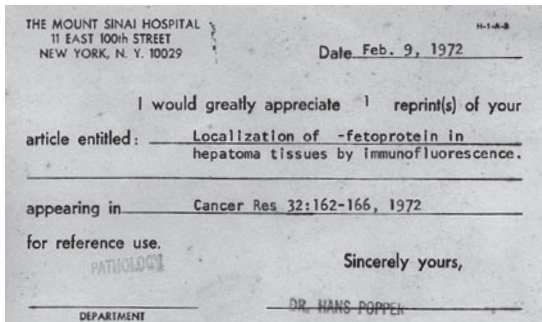 THE MOUNT SINAI HOSPITAL
11 EAST 100th STREET
NEW YORK, N. Y. 10029
H-1-A-3
Date Feb. 9, 1972
I would greatly appreciate 1 reprint(s) of your
article entitled: Localization of -fetoprotein in
hepatoma tissues by immunofluorescence.
appearing in Cancer Res 32:162-166, 1972
for reference use.
PATHOLOGY
Sincerely yours,
DR. HANS POPPER
DEPARTMENT